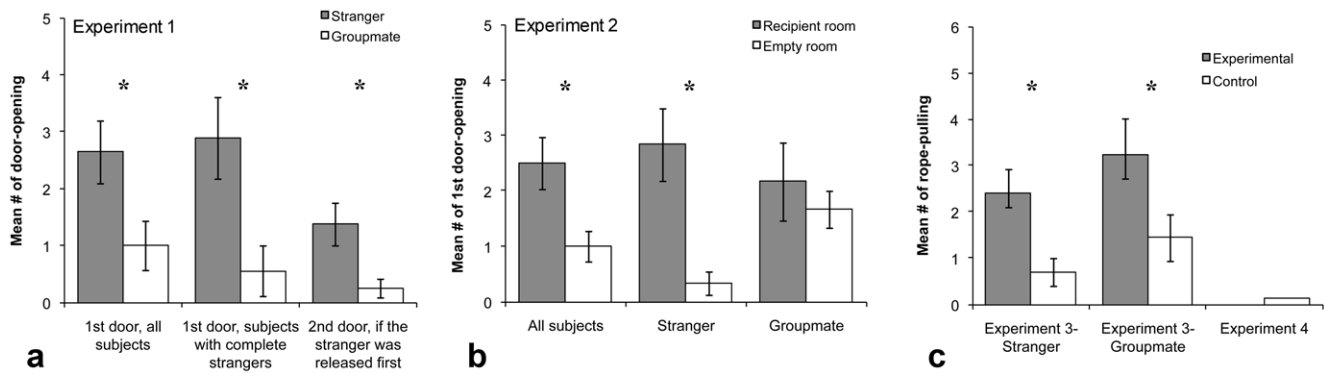 Experiment 1
Stranger
Groupmate
Mean # of door-opening
5
4
3
2
1
0
*
*
*
1st door, all
subjects
1st door, subjects
with complete
strangers
2nd door, if the
stranger was
released first
a
Experiment 2
Recipient room
Empty room
Mean # of 1st door-opening
5
4
3
2
1
0
*
*
All subjects
Stranger
Groupmate
b
Experimental
Control
Mean # of rope-pulling
6
5
4
3
2
1
0
*
*
Experiment 3-
Stranger
Experiment 3-
Groupmate
Experiment 4
c